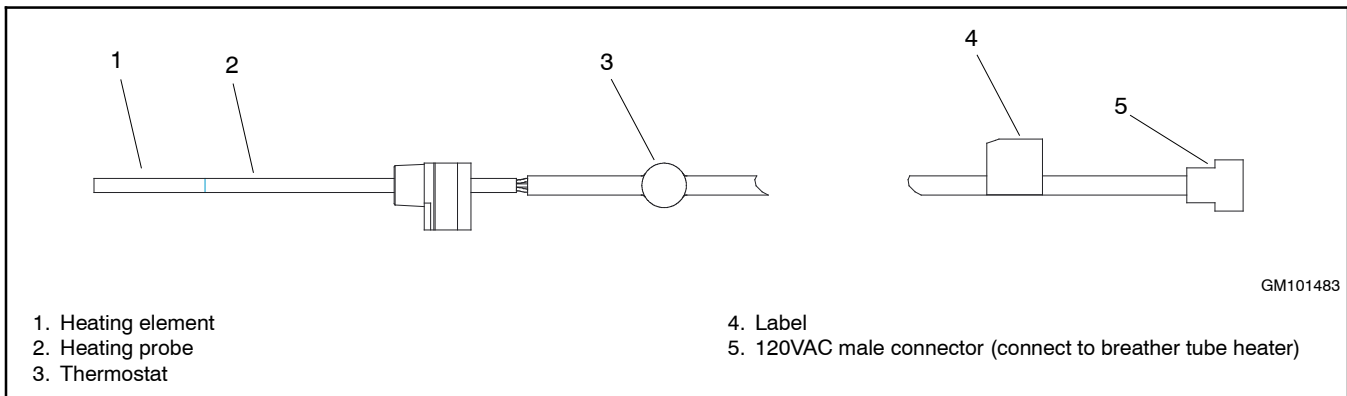 1
2
3
4
5
GM101483
1. Heating element
2. Heating probe
3. Thermostat
4. Label
5. 120VAC male connector (connect to breather tube heater)